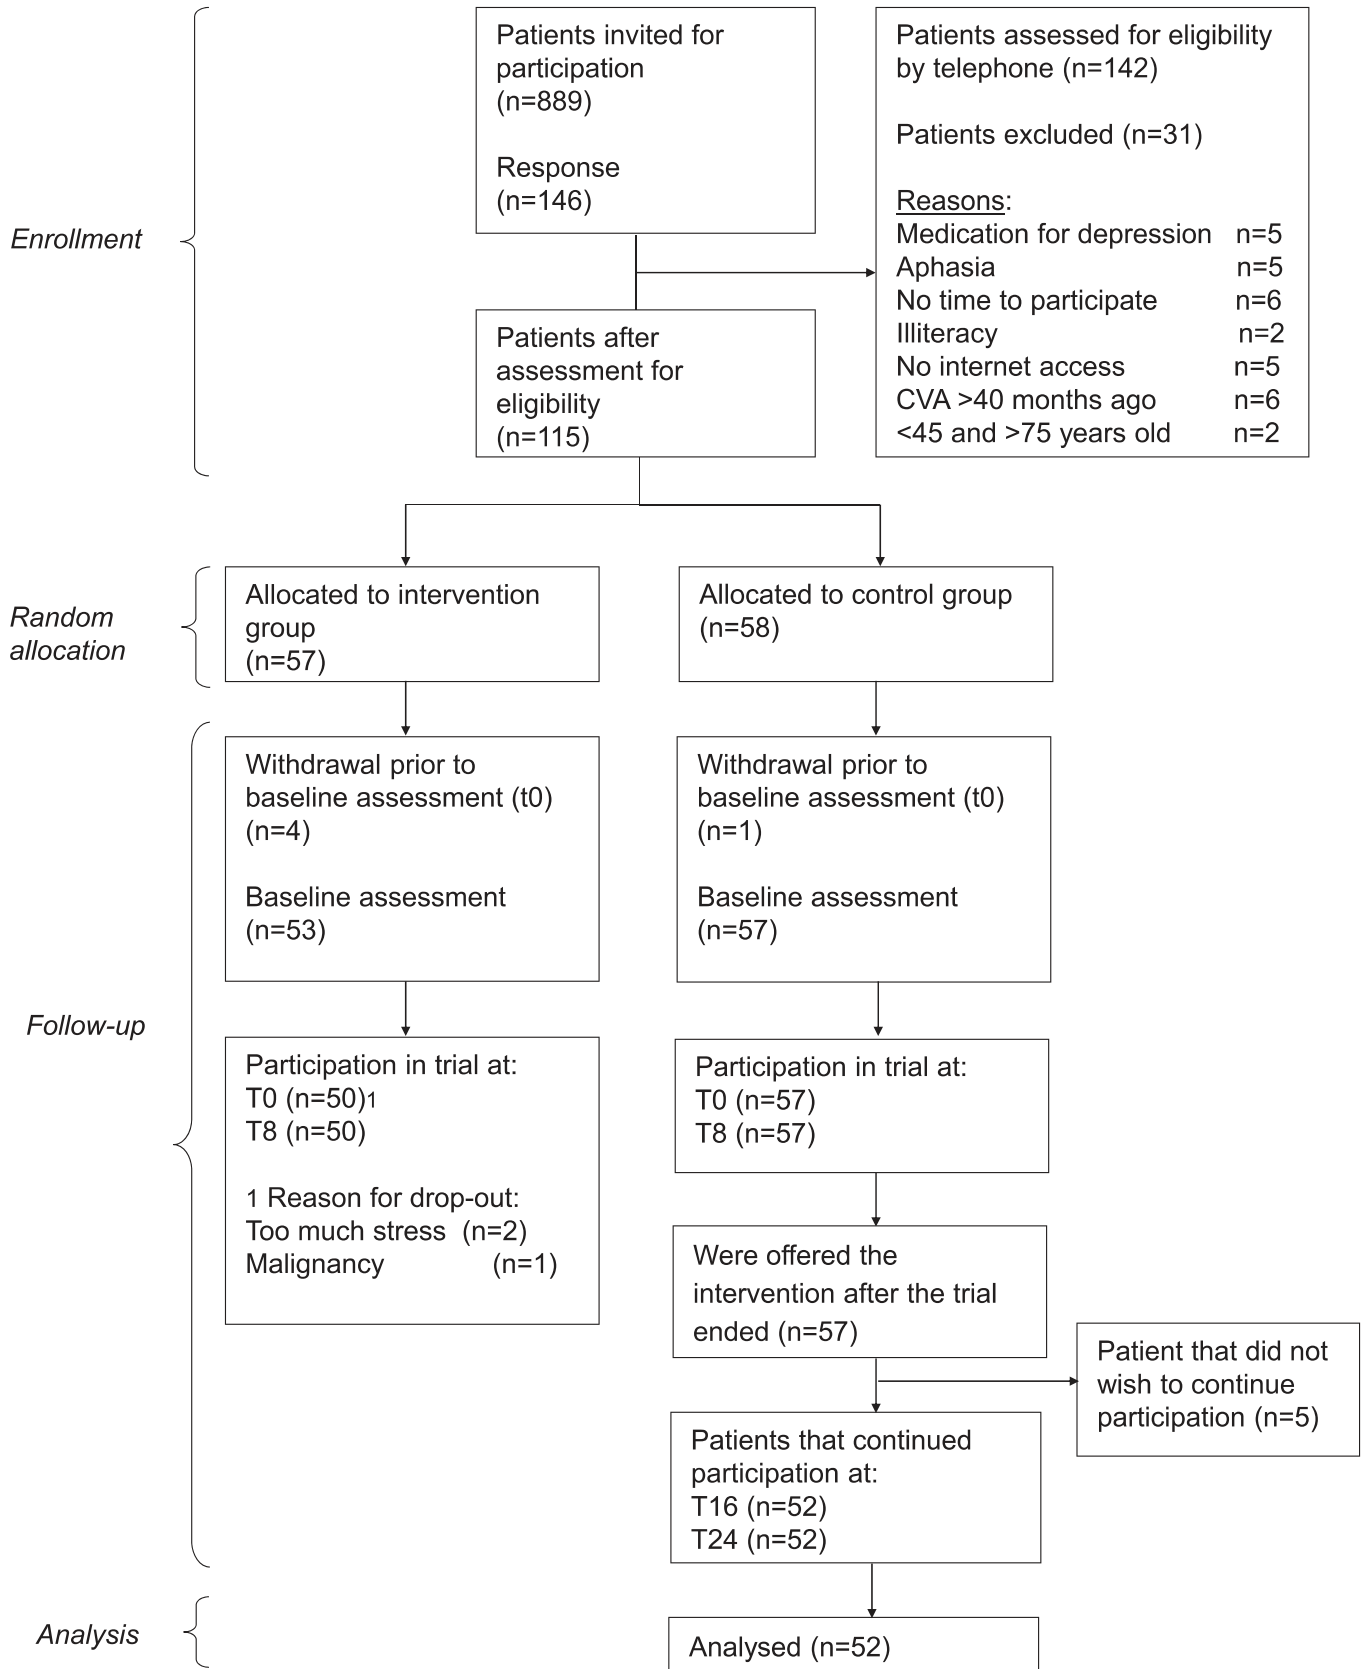 Enrollment
Patients invited for
participation
(n=889)
Response
(n=146)
Patients assessed for eligibility
by telephone (n=142)
Patients excluded (n=31)
Reasons:
Medication for depression n=5
Aphasia n=5
No time to participate n=6
Illiteracy n=2
No internet access n=5
CVA >40 months ago n=6
<45 and >75 years old n=2
Patients after
assessment for
eligibility
(n=115)
Random
allocation
Allocated to intervention
group
(n=57)
Allocated to control group
(n=58)
Follow-up
Withdrawal prior to
baseline assessment (t0)
(n=4)
Baseline assessment
(n=53)
Withdrawal prior to
baseline assessment (t0)
(n=1)
Baseline assessment
(n=57)
Participation in trial at:
T0 (n=50)1
T8 (n=50)
1 Reason for drop-out:
Too much stress (n=2)
Malignancy (n=1)
Participation in trial at:
T0 (n=57)
T8 (n=57)
Were offered the
intervention after the trial
ended (n=57)
Patient that did not
wish to continue
participation (n=5)
Patients that continued
participation at:
T16 (n=52)
T24 (n=52)
Analysis
Analysed (n=52)